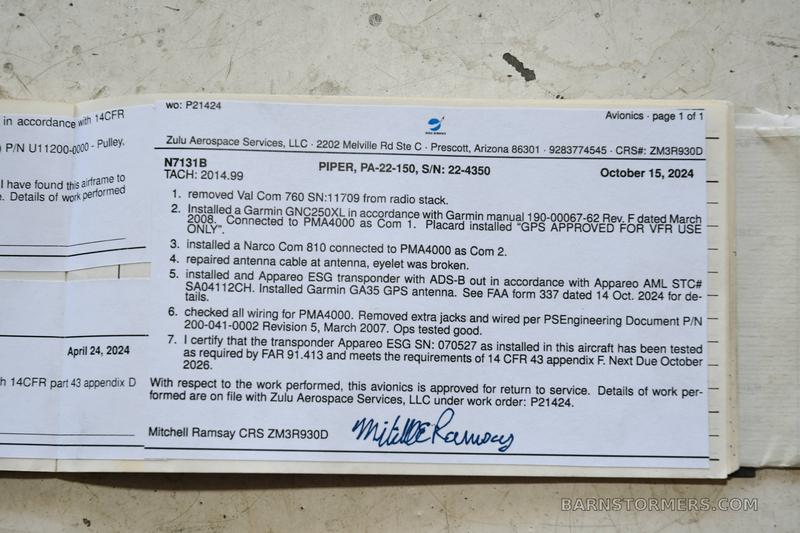 in accordance with 14CFR
P/N U11200-0000 - Pulley,
I have found this airframe to
Details of work performed
April 24, 2024
14CFR part 43 appendix D
wo: P21424
Avionics · page 1 of 1
Zulu Aerospace Services, LLC · 2202 Melville Rd Ste C · Prescott, Arizona 86301 · 9283774545 · CRS#: ZM3R930D
N7131B PIPER, PA-22-150, S/N: 22-4350 October 15, 2024
TACH: 2014.99
1. removed Val Com 760 SN:11709 from radio stack.
2. Installed a Garmin GNC250XL in accordance with Garmin manual 190-00067-62 Rev. F dated March
2008. Connected to PMA4000 as Com 1. Placard installed "GPS APPROVED FOR VFR USE
ONLY".
3. installed a Narco Com 810 connected to PMA4000 as Com 2.
4. repaired antenna cable at antenna, eyelet was broken.
5. installed and Appareo ESG transponder with ADS-B out in accordance with Appareo AML STC#
SA04112CH. Installed Garmin GA35 GPS antenna. See FAA form 337 dated 14 Oct. 2024 for de-
tails.
6. checked all wiring for PMA4000. Removed extra jacks and wired per PSEngineering Document P/N
200-041-0002 Revision 5, March 2007. Ops tested good.
7. I certify that the transponder Appareo ESG SN: 070527 as installed in this aircraft has been tested
as required by FAR 91.413 and meets the requirements of 14 CFR 43 appendix F. Next Due October
2026.
With respect to the work performed, this avionics is approved for return to service. Details of work per-
formed are on file with Zulu Aerospace Services, LLC under work order: P21424.
Mitchell Ramsay CRS ZM3R930D
BARNSTORMERS.COM